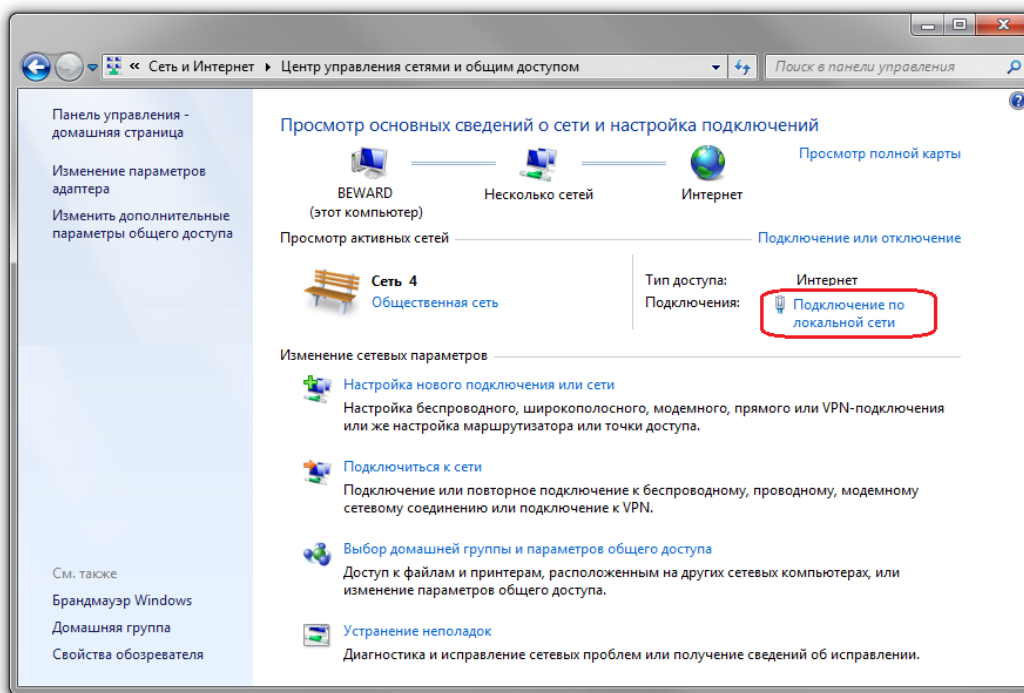 « Сеть и Интернет ▸ Центр управления сетями и общим доступом
Поиск в панели управления
Панель управления -
домашняя страница
Изменение параметров
адаптера
Изменить дополнительные
параметры общего доступа
См. также
Брандмауэр Windows
Домашняя группа
Свойства обозревателя
Просмотр основных сведений о сети и настройка подключений
Просмотр полной карты
BEWARD
(этот компьютер)
Несколько сетей
Интернет
Просмотр активных сетей
Подключение или отключение
Сеть 4
Общественная сеть
Тип доступа: Интернет
Подключения: Подключение по
локальной сети
Изменение сетевых параметров
Настройка нового подключения или сети
Настройка беспроводного, широкополосного, модемного, прямого или VPN-подключения
или же настройка маршрутизатора или точки доступа.
Подключиться к сети
Подключение или повторное подключение к беспроводному, проводному, модемному
сетевому соединению или подключение к VPN.
Выбор домашней группы и параметров общего доступа
Доступ к файлам и принтерам, расположенным на других сетевых компьютерах, или
изменение параметров общего доступа.
Устранение неполадок
Диагностика и исправление сетевых проблем или получение сведений об исправлении.